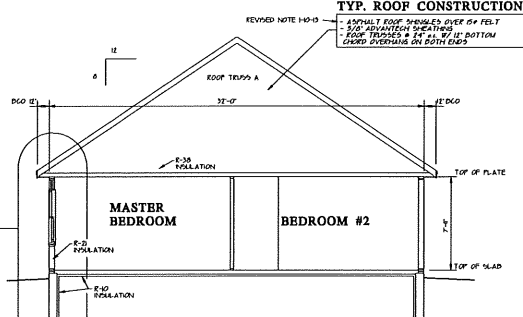 TYP. ROOF CONSTRUCTION
REVISED NOTE 1-10-13
- ASPHALT ROOF SHINGLES OVER 15# FELT
- 5/8" ADVANTECH SHEATHING
- ROOF TRUSSES @ 24" o.c. W/ 12" BOTTOM
CHORD OVERHANG ON BOTH ENDS
12
8
ROOF TRUSS A
BCO 12"
32'-0"
12" BCO
R-38
INSULATION
TOP OF PLATE
MASTER
BEDROOM
BEDROOM #2
R-21
INSULATION
TOP OF SLAB
R-10
INSULATION